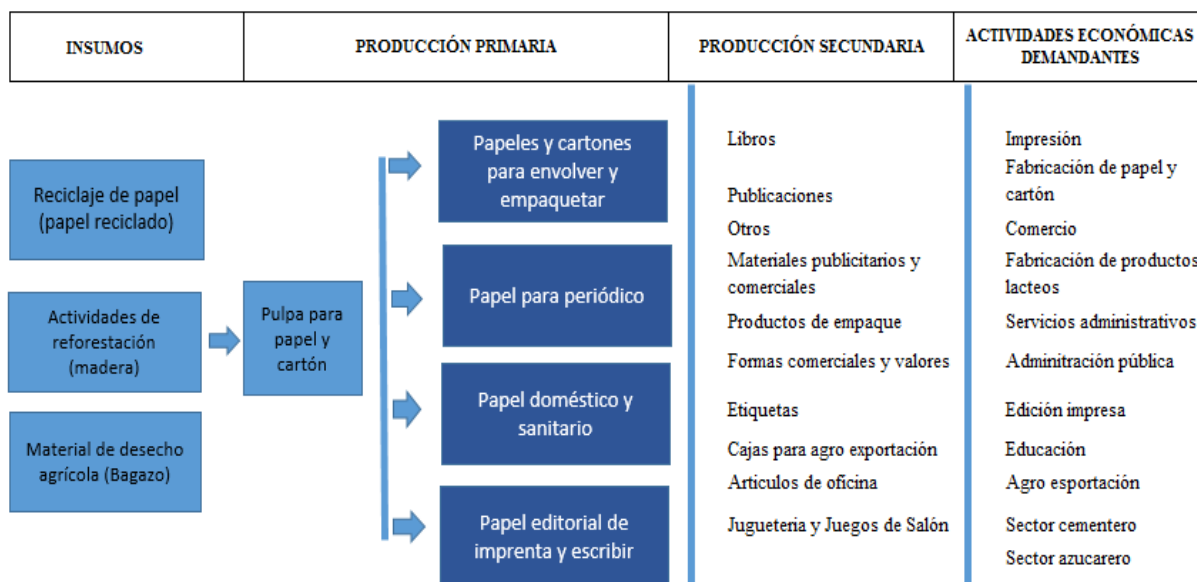 INSUMOS
PRODUCCIÓN PRIMARIA
PRODUCCIÓN SECUNDARIA
ACTIVIDADES ECONÓMICAS
DEMANDANTES
Reciclaje de papel
(papel reciclado)
Actividades de
reforestación
(madera)
Material de desecho
agrícola (Bagazo)
Pulpa para
papel y
cartón
Papeles y cartones
para envolver y
empaquetar
Papel para periódico
Papel doméstico y
sanitario
Papel editorial de
imprenta y escribir
Libros
Publicaciones
Otros
Materiales publicitarios y
comerciales
Productos de empaque
Formas comerciales y valores
Etiquetas
Cajas para agro exportación
Articulos de oficina
Jugueteria y Juegos de Salón
Impresión
Fabricación de papel y
cartón
Comercio
Fabricación de productos
lacteos
Servicios administrativos
Adminitración pública
Edición impresa
Educación
Agro esportación
Sector cementero
Sector azucarero